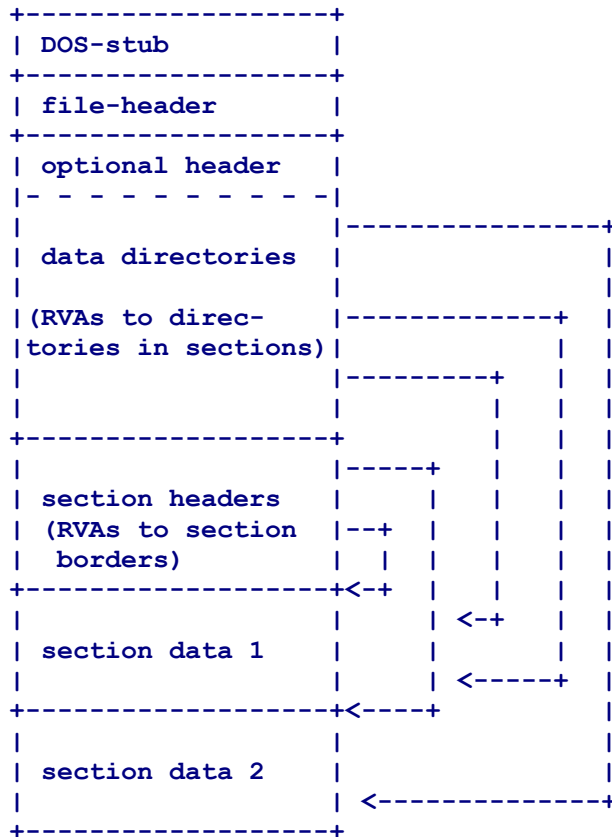 DOS-stub
file-header
optional header
data directories
(RVAs to direc-
tories in sections)
section headers
(RVAs to section
borders)
section data 1
section data 2